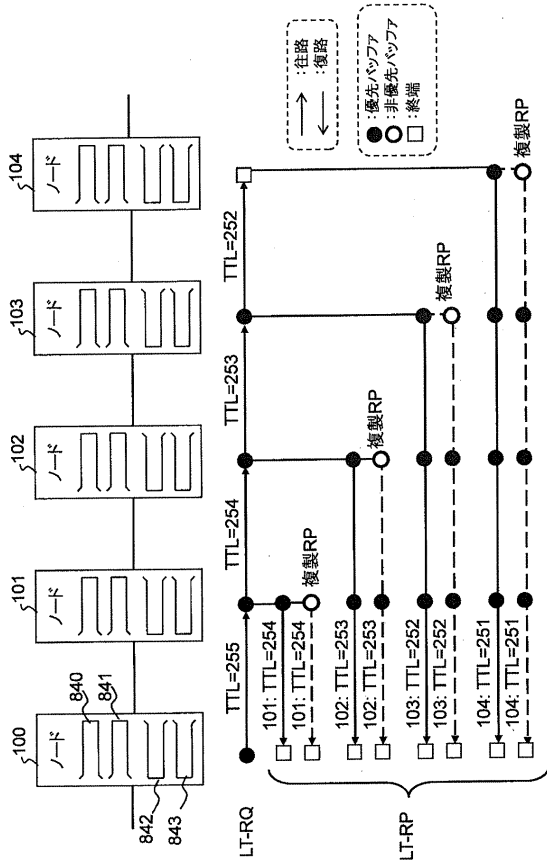 100
ノード
840
841
842
843
101
ノード
102
ノード
103
ノード
104
ノード
LT-RQ
TTL=255
TTL=254
TTL=253
TTL=252
101: TTL=254
複製RP
101: TTL=254
102: TTL=253
複製RP
102: TTL=253
103: TTL=252
複製RP
103: TTL=252
104: TTL=251
複製RP
104: TTL=251
LT-RP
:往路
:復路
:優先バッファ
:非優先バッファ
:終端